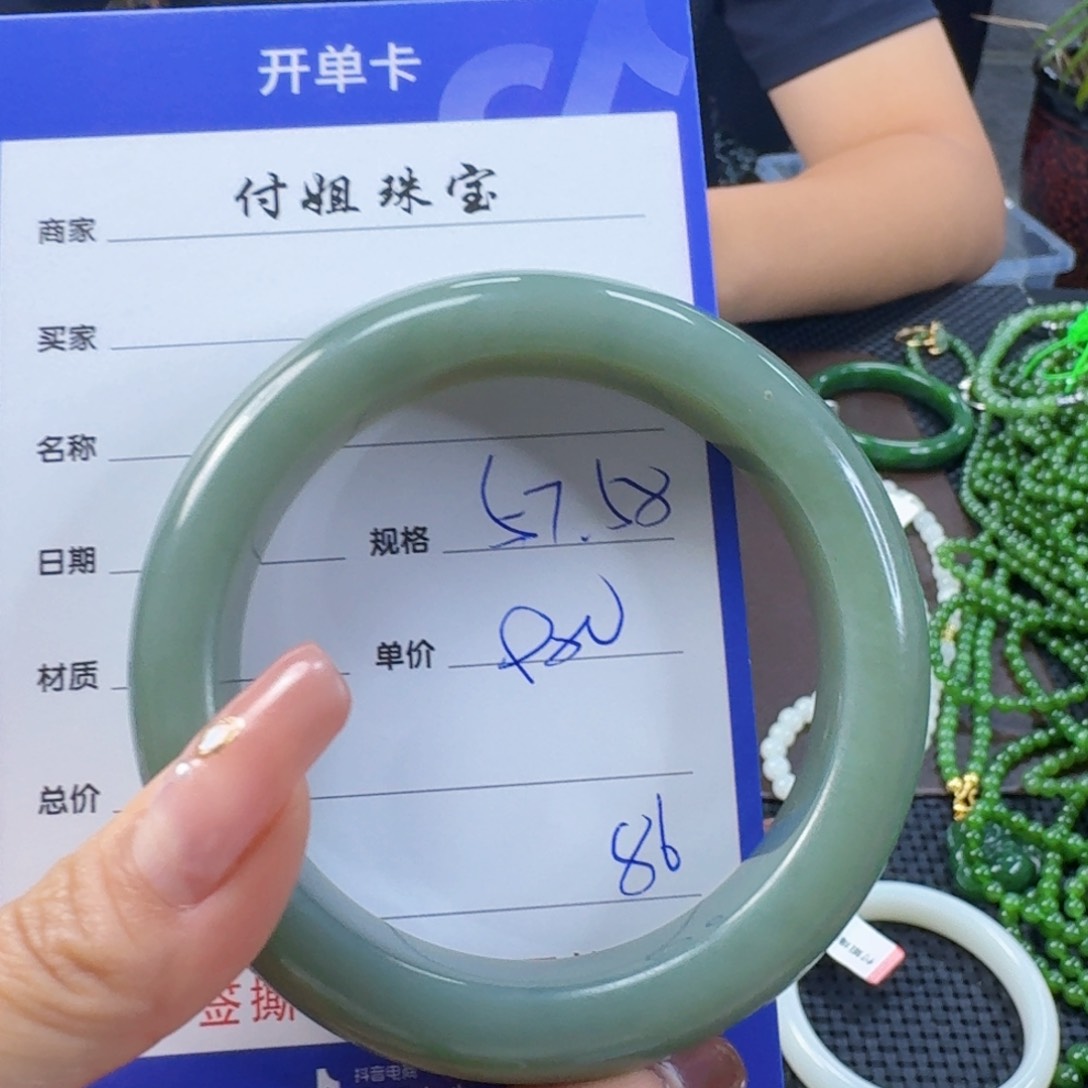 开单卡
商家 付姐珠宝
买家
名称
日期 规格 57.58
材质 单价
总价
86
签撕
抖音电商